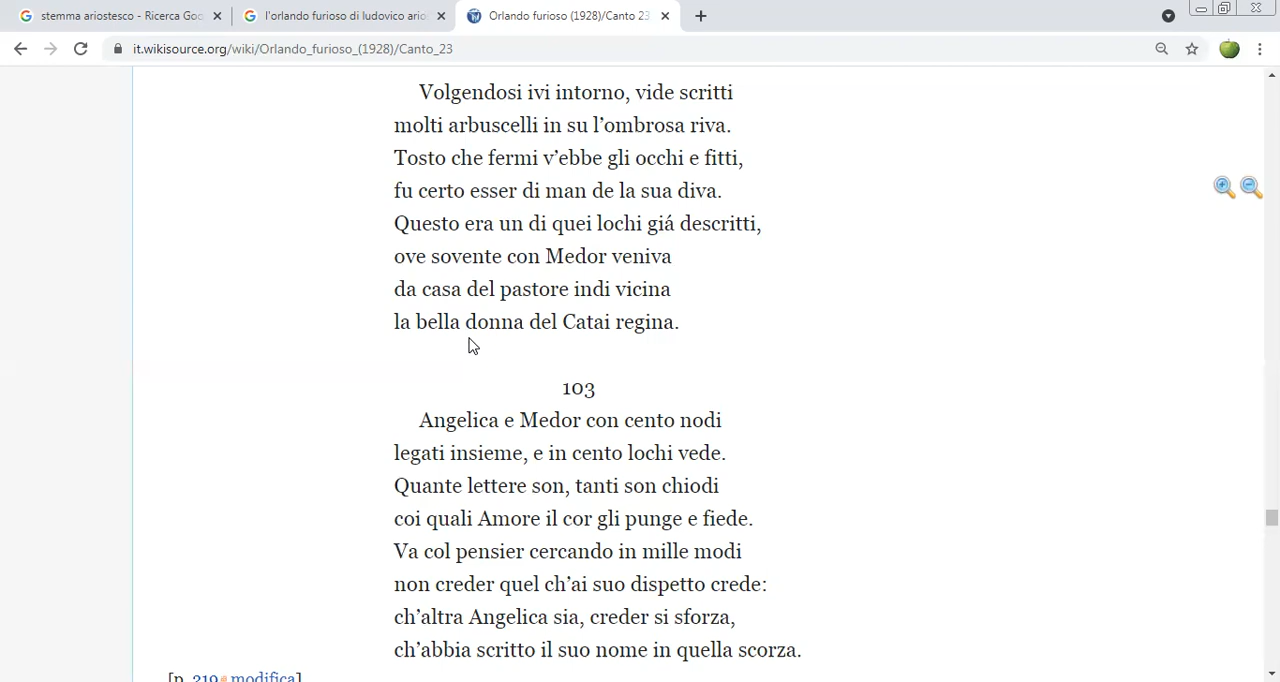 stemma ariostesco - Ricerca Goo
l'orlando furioso di ludovico ario
Orlando furioso (1928)/Canto 23
it.wikisource.org/wiki/Orlando_furioso_(1928)/Canto_23
Volgendosi ivi intorno, vide scritti
molti arbuscelli in su l’ombrosa riva.
Tosto che fermi v’ebbe gli occhi e fitti,
fu certo esser di man de la sua diva.
Questo era un di quei lochi giá descritti,
ove sovente con Medor veniva
da casa del pastore indi vicina
la bella donna del Catai regina.
103
Angelica e Medor con cento nodi
legati insieme, e in cento lochi vede.
Quante lettere son, tanti son chiodi
coi quali Amore il cor gli punge e fiede.
Va col pensier cercando in mille modi
non creder quel ch’ai suo dispetto crede:
ch’altra Angelica sia, creder si sforza,
ch’abbia scritto il suo nome in quella scorza.
[p. 219 modifica]